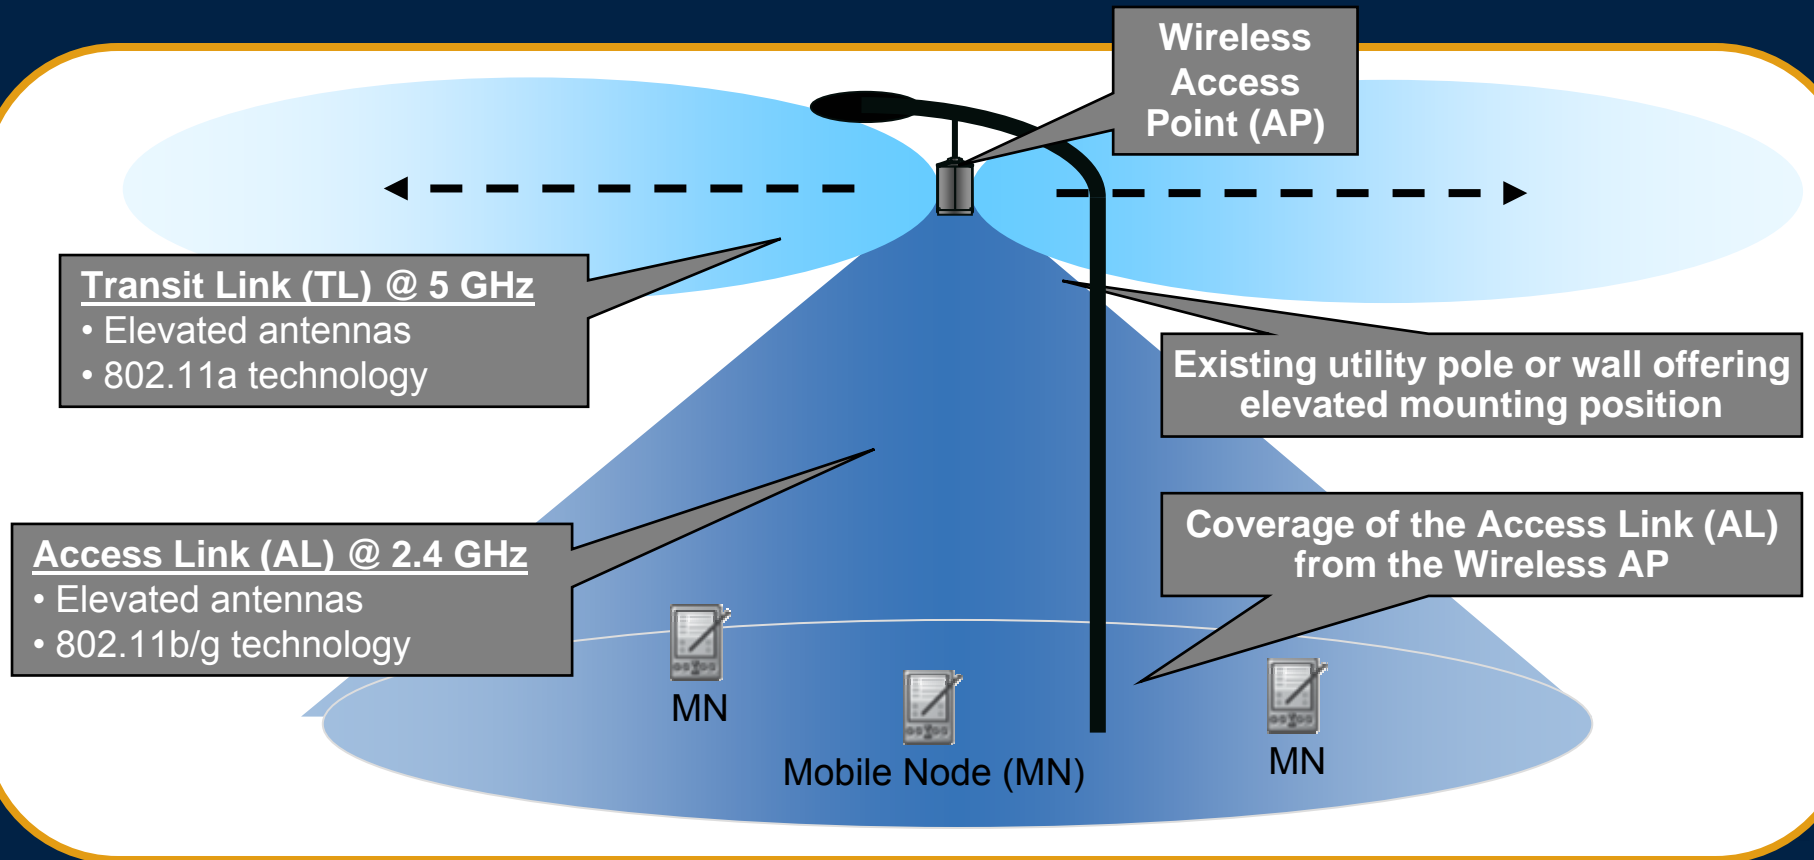 Wireless
Access
Point (AP)
Transit Link (TL) @ 5 GHz
• Elevated antennas
• 802.11a technology
Existing utility pole or wall offering
elevated mounting position
Access Link (AL) @ 2.4 GHz
• Elevated antennas
• 802.11b/g technology
Coverage of the Access Link (AL)
from the Wireless AP
MN
Mobile Node (MN)
MN